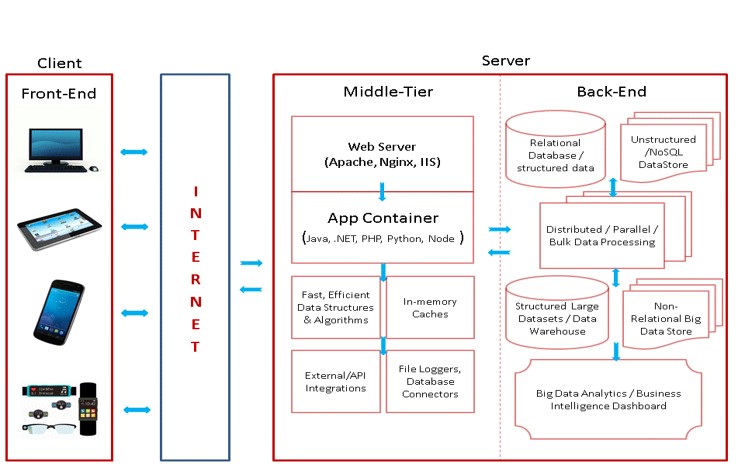 Client
Server
Front-End
INTERNET
Middle-Tier
Back-End
Web Server
(Apache, Nginx, IIS)
App Container
(Java, .NET, PHP, Python, Node )
Fast, Efficient
Data Structures
& Algorithms
In-memory
Caches
External/API
Integrations
File Loggers,
Database
Connectors
Relational
Database /
structured data
Unstructured
/NoSQL
DataStore
Distributed / Parallel /
Bulk Data Processing
Structured Large
Datasets / Data
Warehouse
Non-
Relational Big
Data Store
Big Data Analytics / Business
Intelligence Dashboard